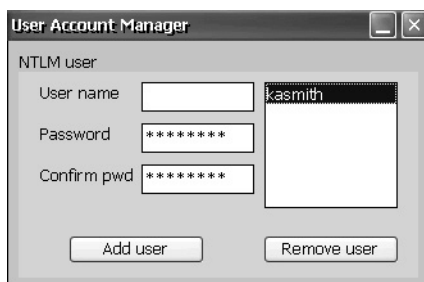 User Account Manager
NTLM user
User name
kasmith
Password ********
Confirm pwd ********
Add user Remove user